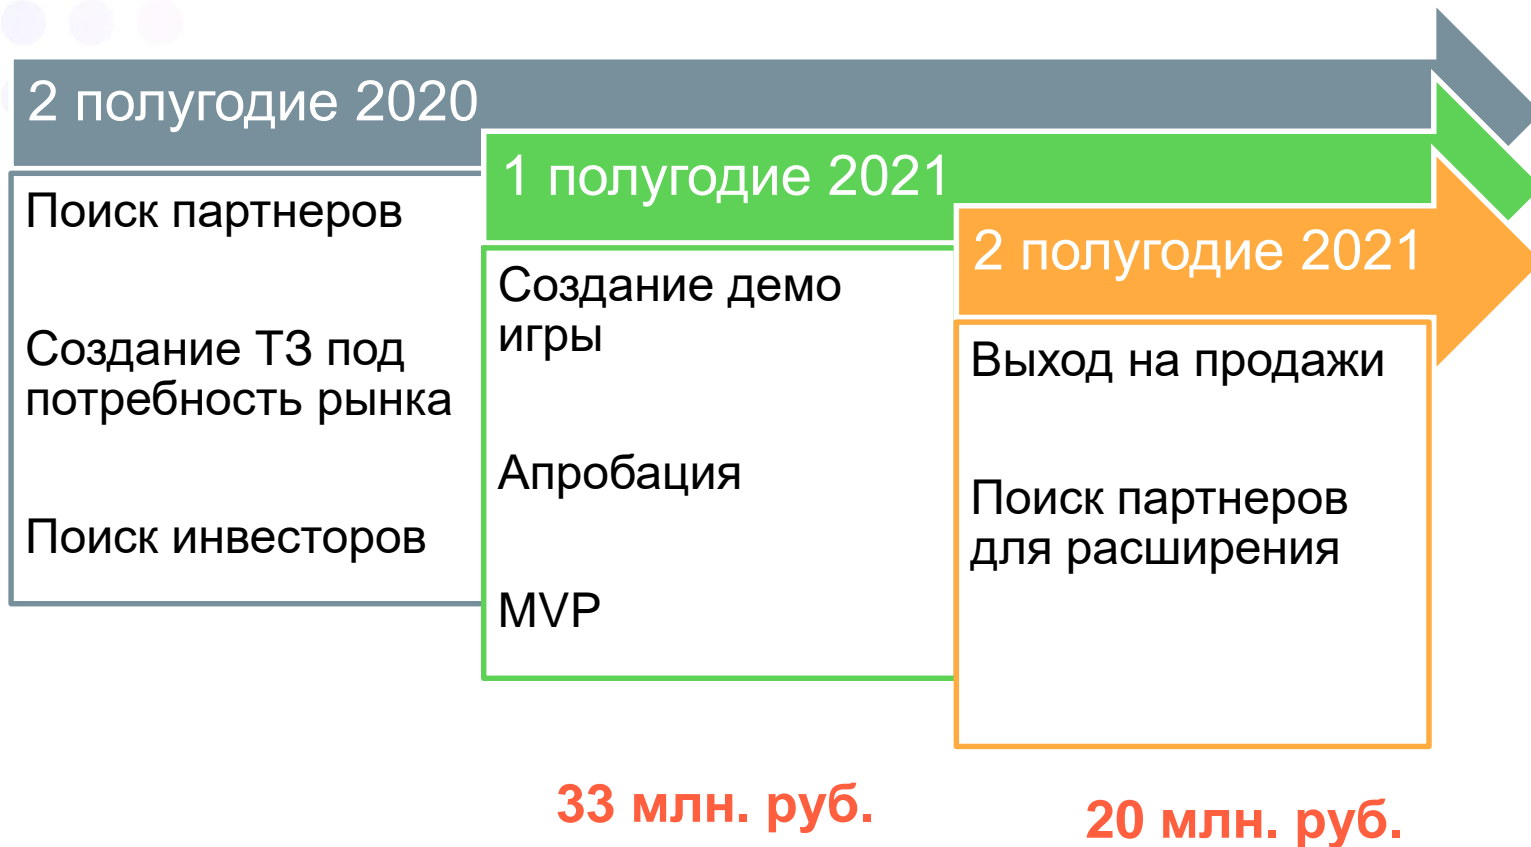 2 полугодие 2020
Поиск партнеров
Создание ТЗ под
потребность рынка
Поиск инвесторов
1 полугодие 2021
Создание демо
игры
Апробация
MVP
2 полугодие 2021
Выход на продажи
Поиск партнеров
для расширения
33 млн. руб.
20 млн. руб.